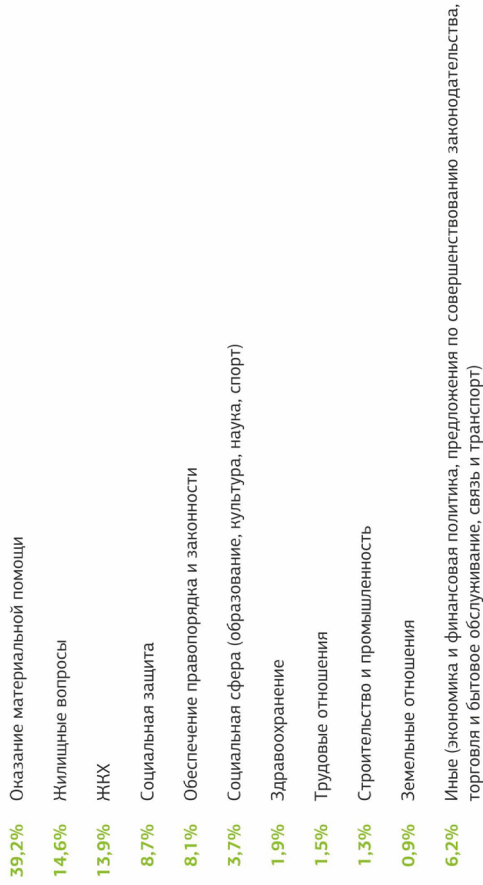 39,2% Оказание материальной помощи
14,6% Жилищные вопросы
13,9% ЖКХ
8,7% Социальная защита
8,1% Обеспечение правопорядка и законности
3,7% Социальная сфера (образование, культура, наука, спорт)
1,9% Здравоохранение
1,5% Трудовые отношения
1,3% Строительство и промышленность
0,9% Земельные отношения
6,2% Иные (экономика и финансовая политика, предложения по совершенствованию законодательства,
торговля и бытовое обслуживание, связь и транспорт)